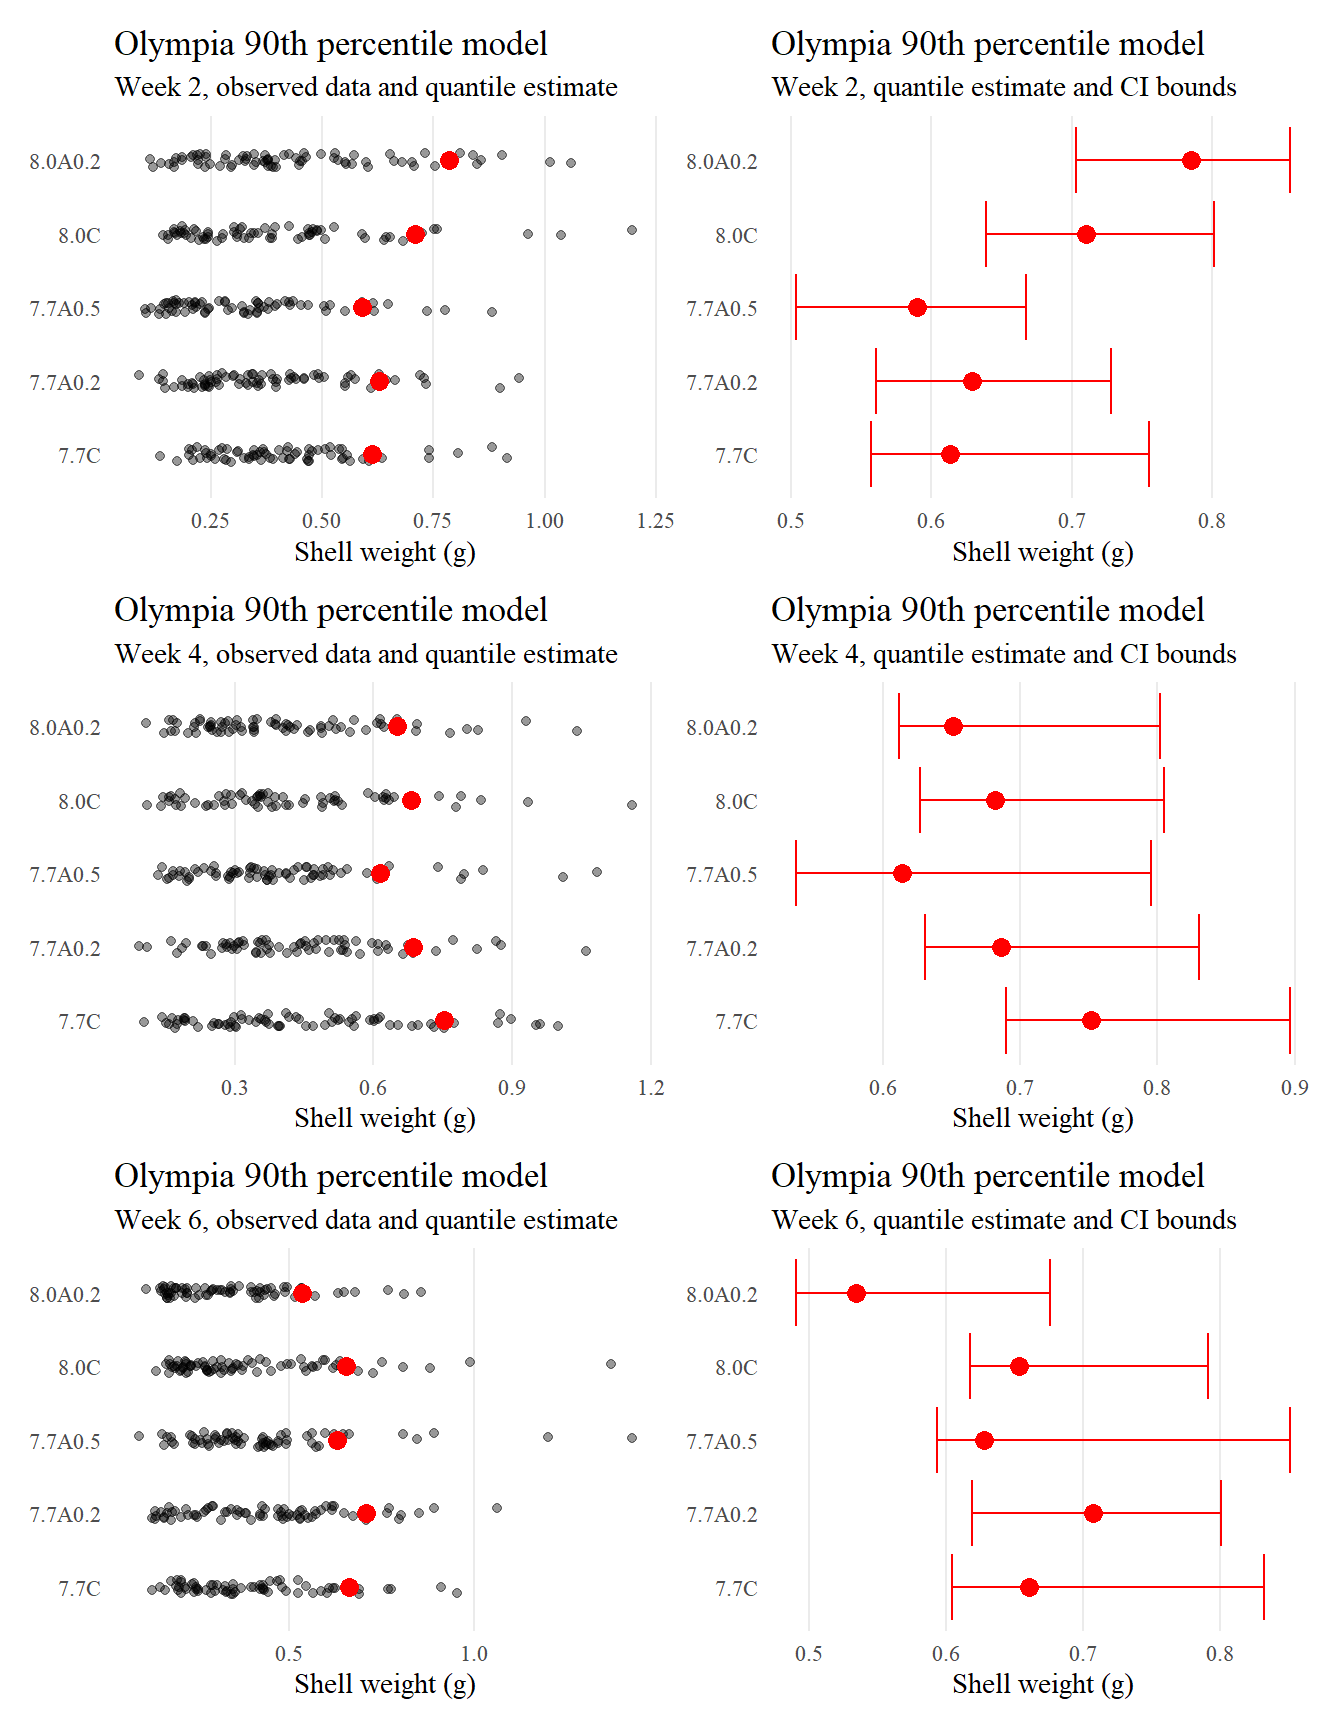 Olympia 90th percentile model
Week 2, observed data and quantile estimate
8.0A0.2
8.0C
7.7A0.5
7.7A0.2
7.7C
0.25 0.50 0.75 1.00 1.25
Shell weight (g)
Olympia 90th percentile model
Week 2, quantile estimate and CI bounds
8.0A0.2
8.0C
7.7A0.5
7.7A0.2
7.7C
0.5 0.6 0.7 0.8
Shell weight (g)
Olympia 90th percentile model
Week 4, observed data and quantile estimate
8.0A0.2
8.0C
7.7A0.5
7.7A0.2
7.7C
0.3 0.6 0.9 1.2
Shell weight (g)
Olympia 90th percentile model
Week 4, quantile estimate and CI bounds
8.0A0.2
8.0C
7.7A0.5
7.7A0.2
7.7C
0.6 0.7 0.8 0.9
Shell weight (g)
Olympia 90th percentile model
Week 6, observed data and quantile estimate
8.0A0.2
8.0C
7.7A0.5
7.7A0.2
7.7C
0.5 1.0
Shell weight (g)
Olympia 90th percentile model
Week 6, quantile estimate and CI bounds
8.0A0.2
8.0C
7.7A0.5
7.7A0.2
7.7C
0.5 0.6 0.7 0.8
Shell weight (g)